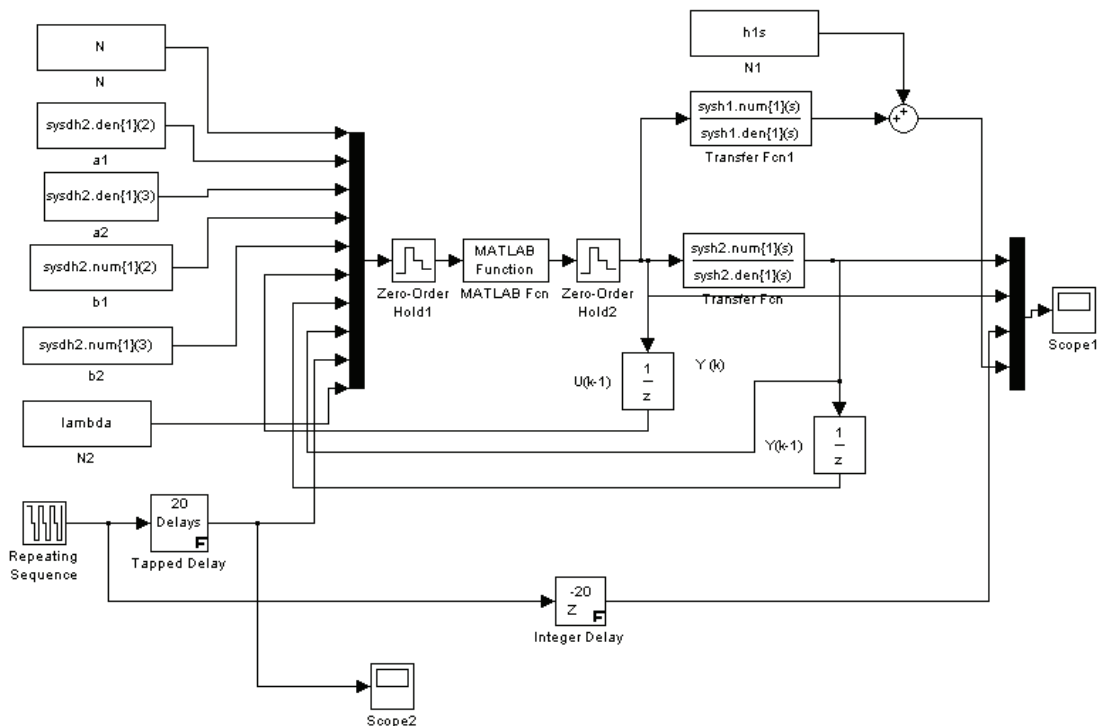 N
N
sysdh2.den{1}(2)
a1
sysdh2.den{1}(3)
a2
sysdh2.num{1}(2)
b1
sysdh2.num{1}(3)
b2
lambda
N2
Repeating
Sequence
20
Delays
F
Tapped Delay
Zero-Order
Hold1
MATLAB
Function
MATLAB Fcn
Zero-Order
Hold2
h1s
N1
sysh1.num{1}(s)
sysh1.den{1}(s)
Transfer Fcn1
+
+
sysh2.num{1}(s)
sysh2.den{1}(s)
Transfer Fcn
U(k-1)
1
z
Y (k)
Y(k-1)
1
z
-20
Z
F
Integer Delay
Scope1
Scope2